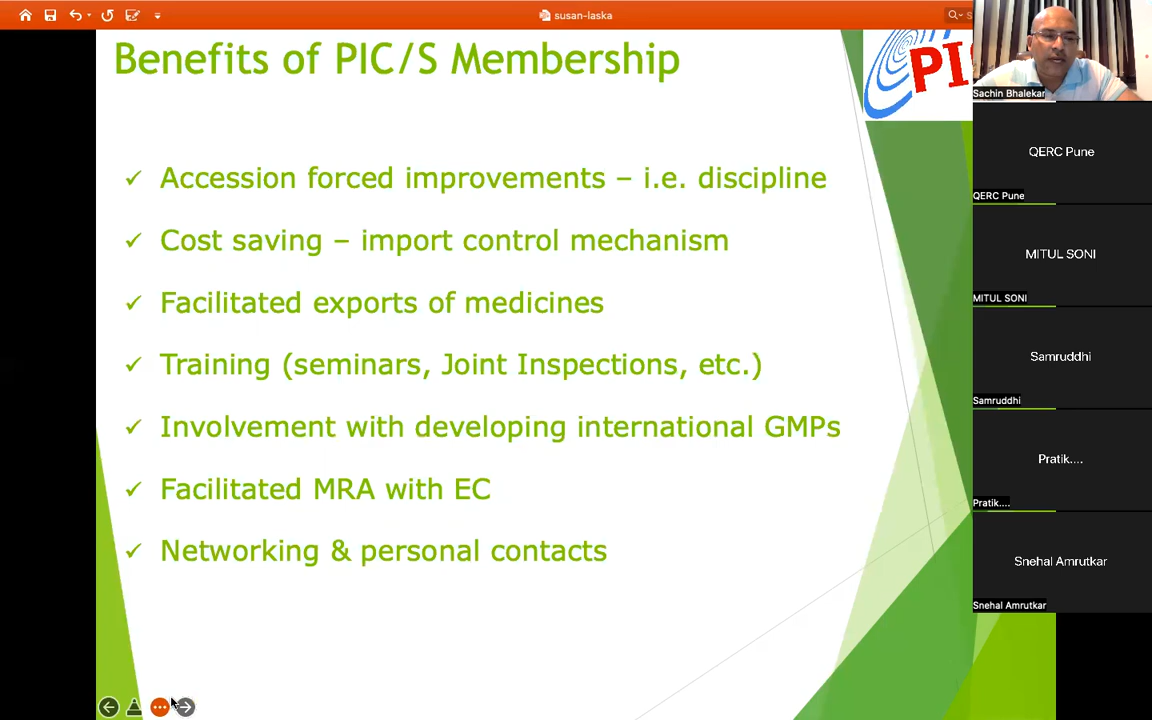 susan-iaska
S
Benefits of PIC/S Membership
PI
✓ Accession forced improvements – i.e. discipline
✓ Cost saving – import control mechanism
✓ Facilitated exports of medicines
✓ Training (seminars, Joint Inspections, etc.)
✓ Involvement with developing international GMPs
✓ Facilitated MRA with EC
✓ Networking & personal contacts
Sachin Bhalekar
QERC Pune
QERC Pune
MITUL SONI
MITUL SONI
Samruddhi
Samruddhi
Pratik....
Pratik....
Snehal Amrutkar
Snehal Amrutkar